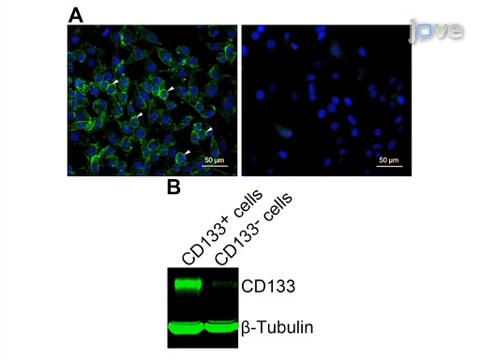 A
jove
50 µm
50 µm
B
CD133+ cells
CD133- cells
CD133
β-Tubulin